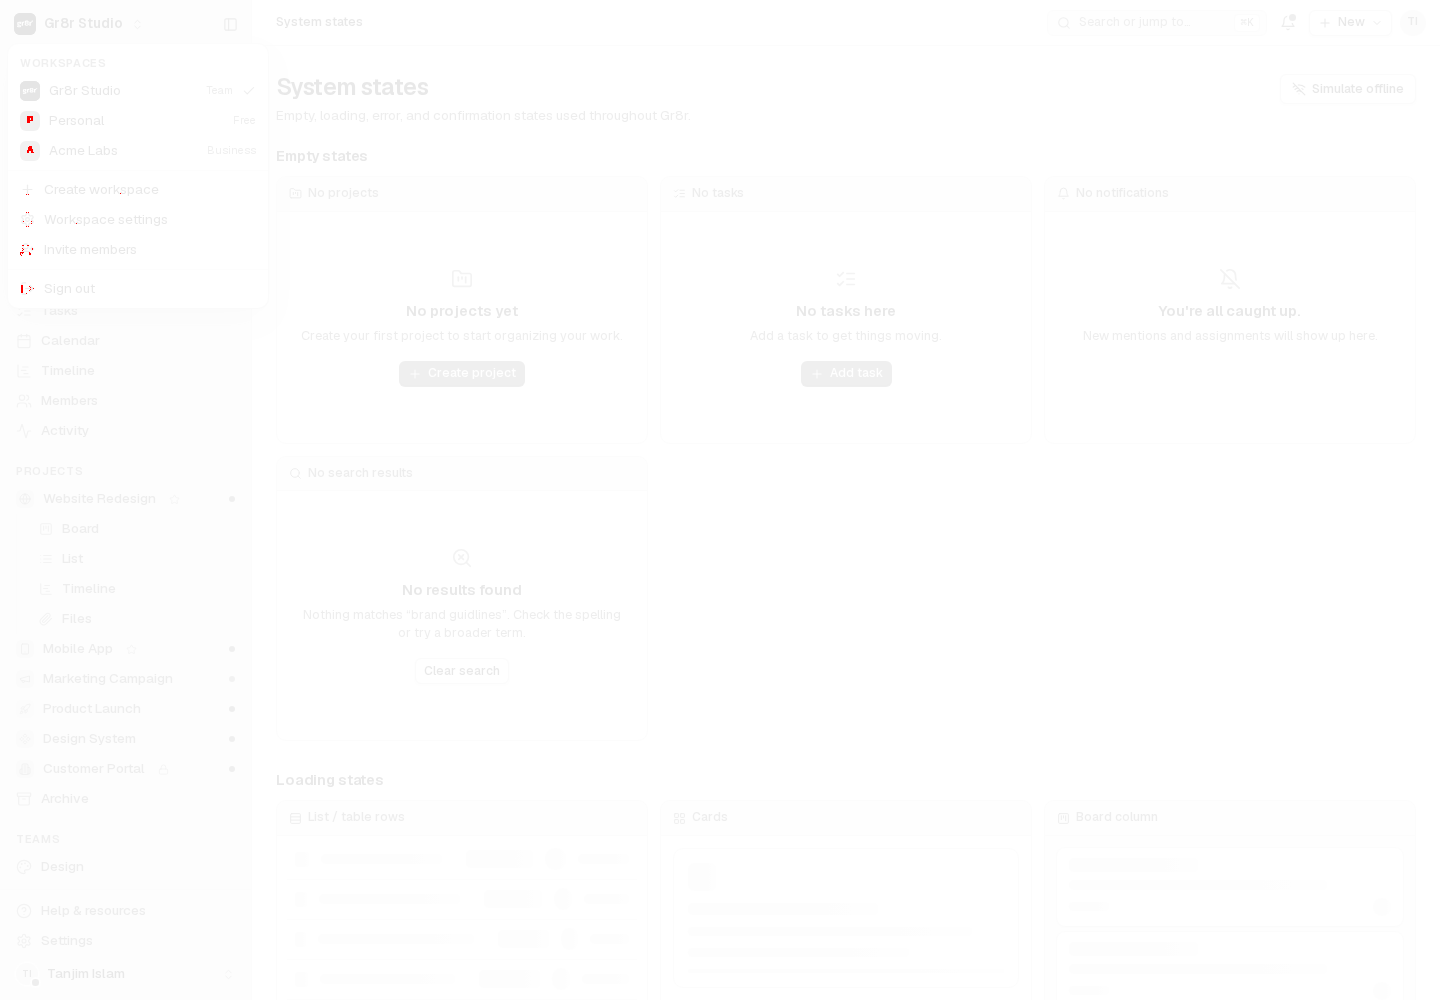 Gr8r Studio
System states
Search or jump to...
⌘K
New
TI
WORKSPACES
gr8r
Gr8r Studio
Team
P
Personal
Free
A
Acme Labs
Business
Create workspace
Workspace settings
Invite members
Sign out
Tasks
Calendar
Timeline
Members
Activity
PROJECTS
Website Redesign
Board
List
Timeline
Files
Mobile App
Marketing Campaign
Product Launch
Design System
Customer Portal
Archive
TEAMS
Design
Help & resources
Settings
TI
Tanjim Islam
System states
Simulate offline
Empty, loading, error, and confirmation states used throughout Gr8r.
Empty states
No projects
No projects yet
Create your first project to start organizing your work.
Create project
No tasks
No tasks here
Add a task to get things moving.
Add task
No notifications
You're all caught up.
New mentions and assignments will show up here.
No search results
No results found
Nothing matches "brand guidlines". Check the spelling
or try a broader term.
Clear search
Loading states
List / table rows
Cards
Board column